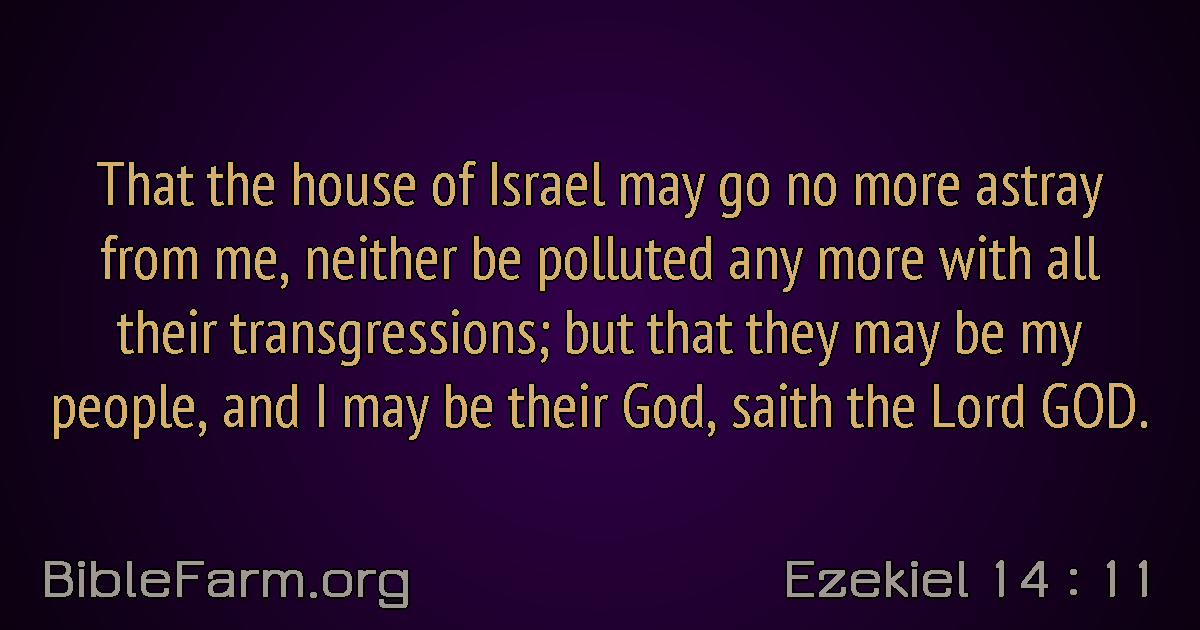 That the house of Israel may go no more astray
from me, neither be polluted any more with all
their transgressions; but that they may be my
people, and I may be their God, saith the Lord GOD.
BibleFarm.org
Ezekiel 14 : 11